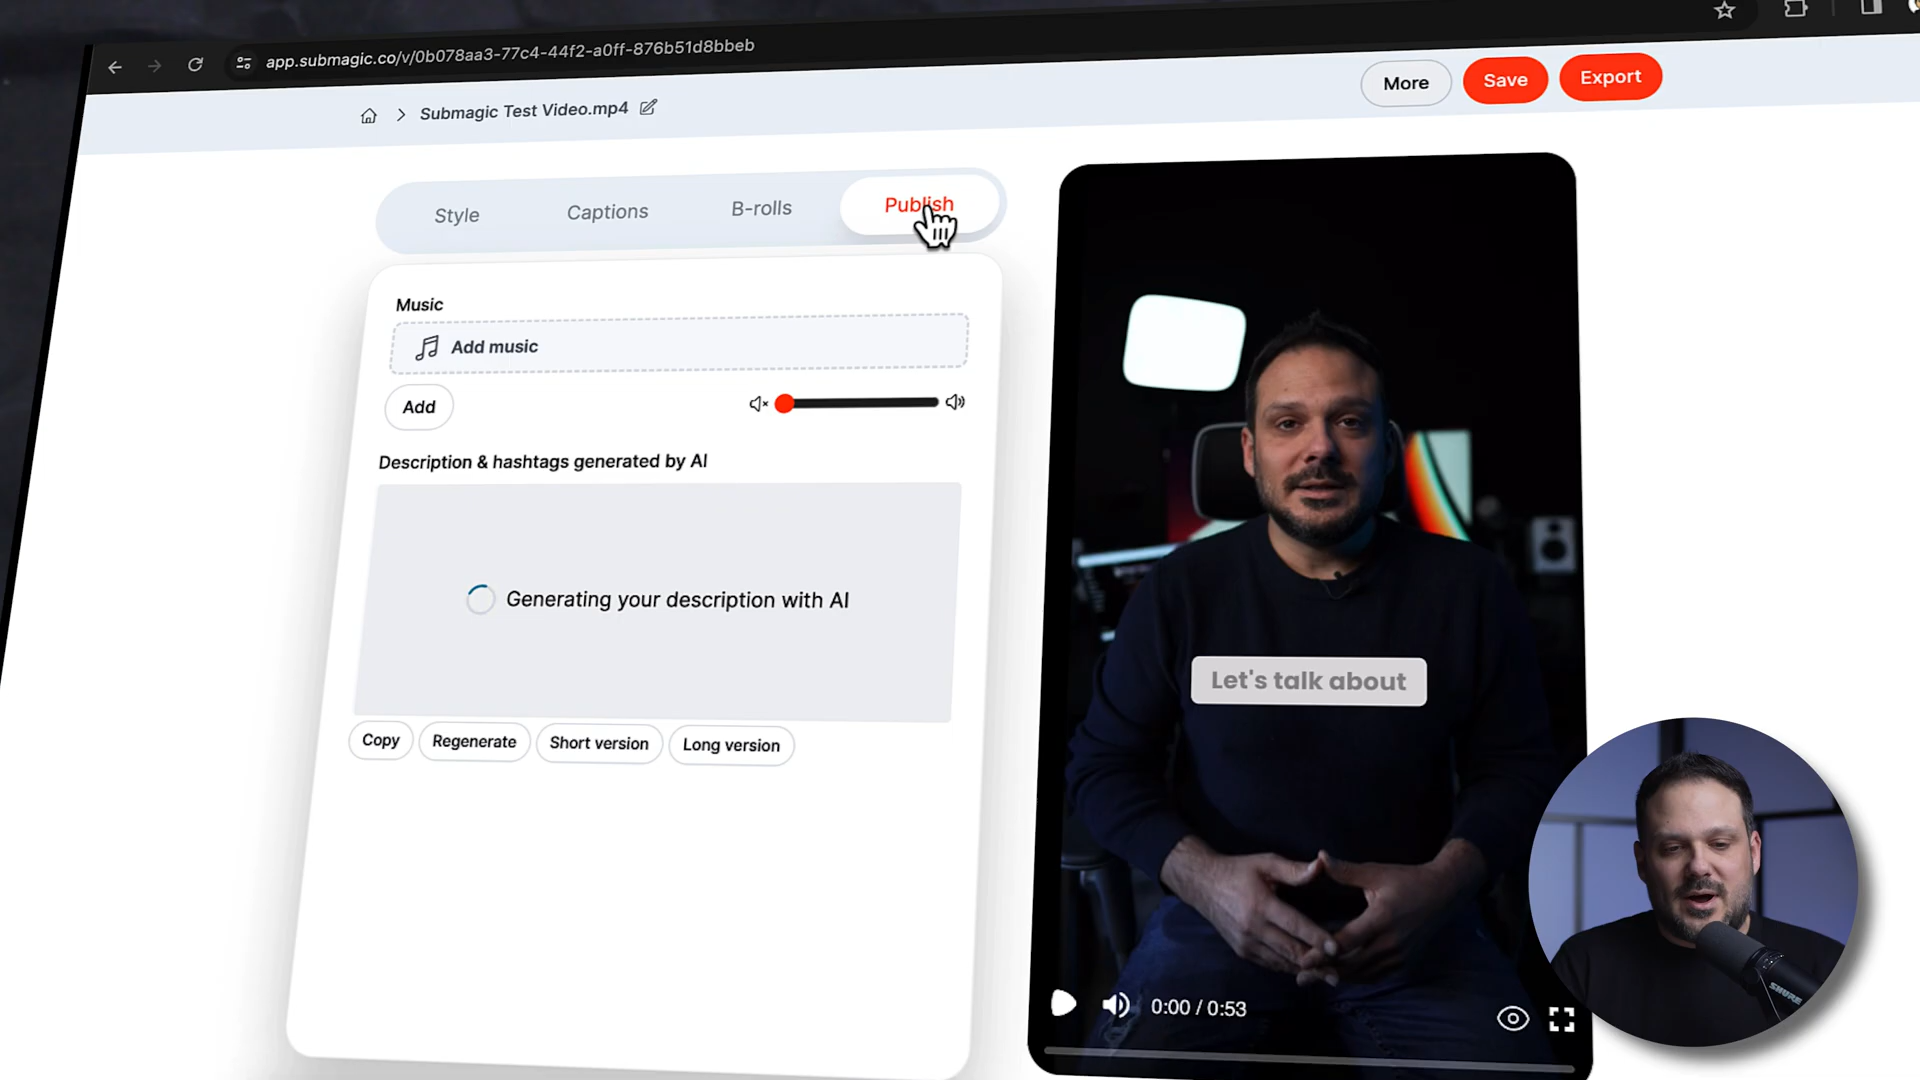 app.submagic.co/v/0b078aa3-77c4-44f2-a0ff-876b51d8bbeb
Submagic Test Video.mp4
More
Save
Export
Style
Captions
B-rolls
Publish
Music
Add music
Add
Description & hashtags generated by AI
Generating your description with AI
Copy
Regenerate
Short version
Long version
Let's talk about
0:00 / 0:53
SHURE